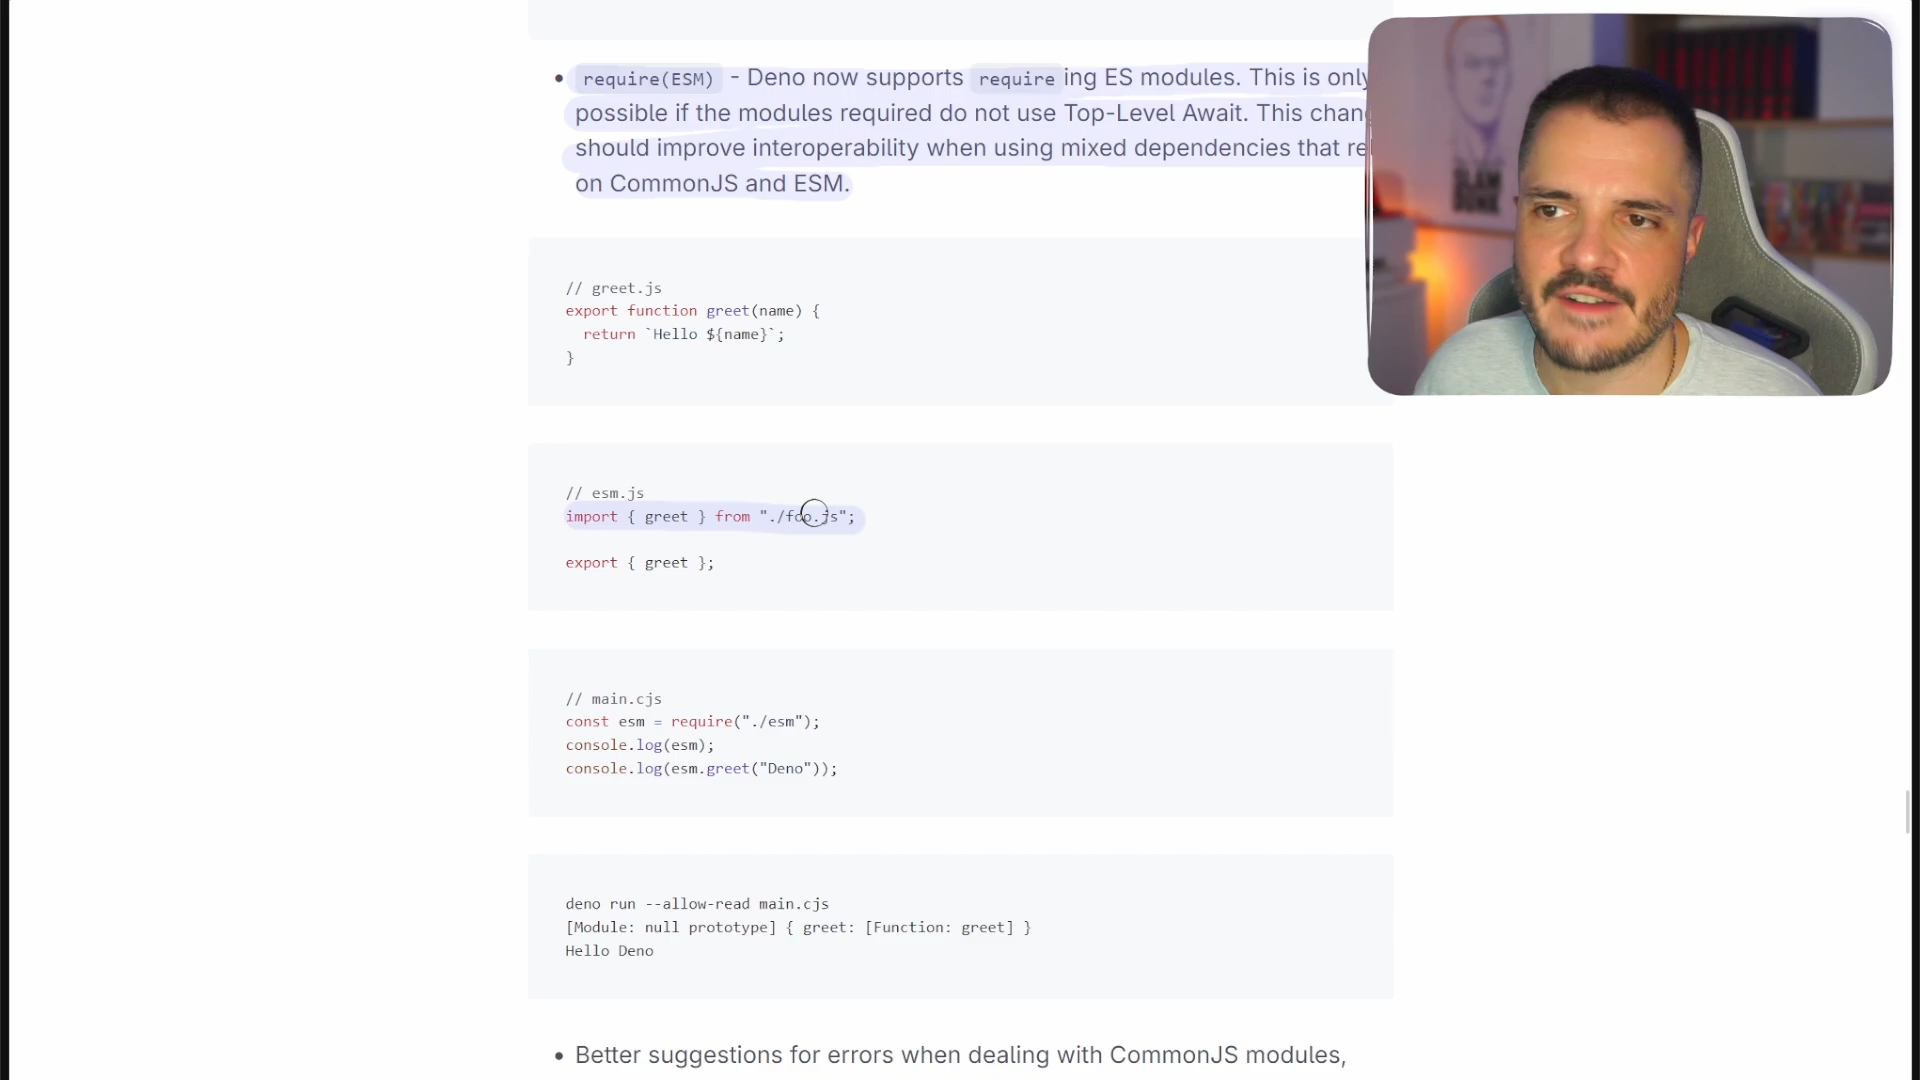 • require(ESM) - Deno now supports requireing ES modules. This is only
possible if the modules required do not use Top-Level Await. This chang
should improve interoperability when using mixed dependencies that re
on CommonJS and ESM.
// greet.js
export function greet(name) {
  return `Hello ${name}`;
}
// esm.js
import { greet } from "./foo.js";
export { greet };
// main.cjs
const esm = require("./esm");
console.log(esm);
console.log(esm.greet("Deno"));
deno run --allow-read main.cjs
[Module: null prototype] { greet: [Function: greet] }
Hello Deno
• Better suggestions for errors when dealing with CommonJS modules,
SLAM
DUNK